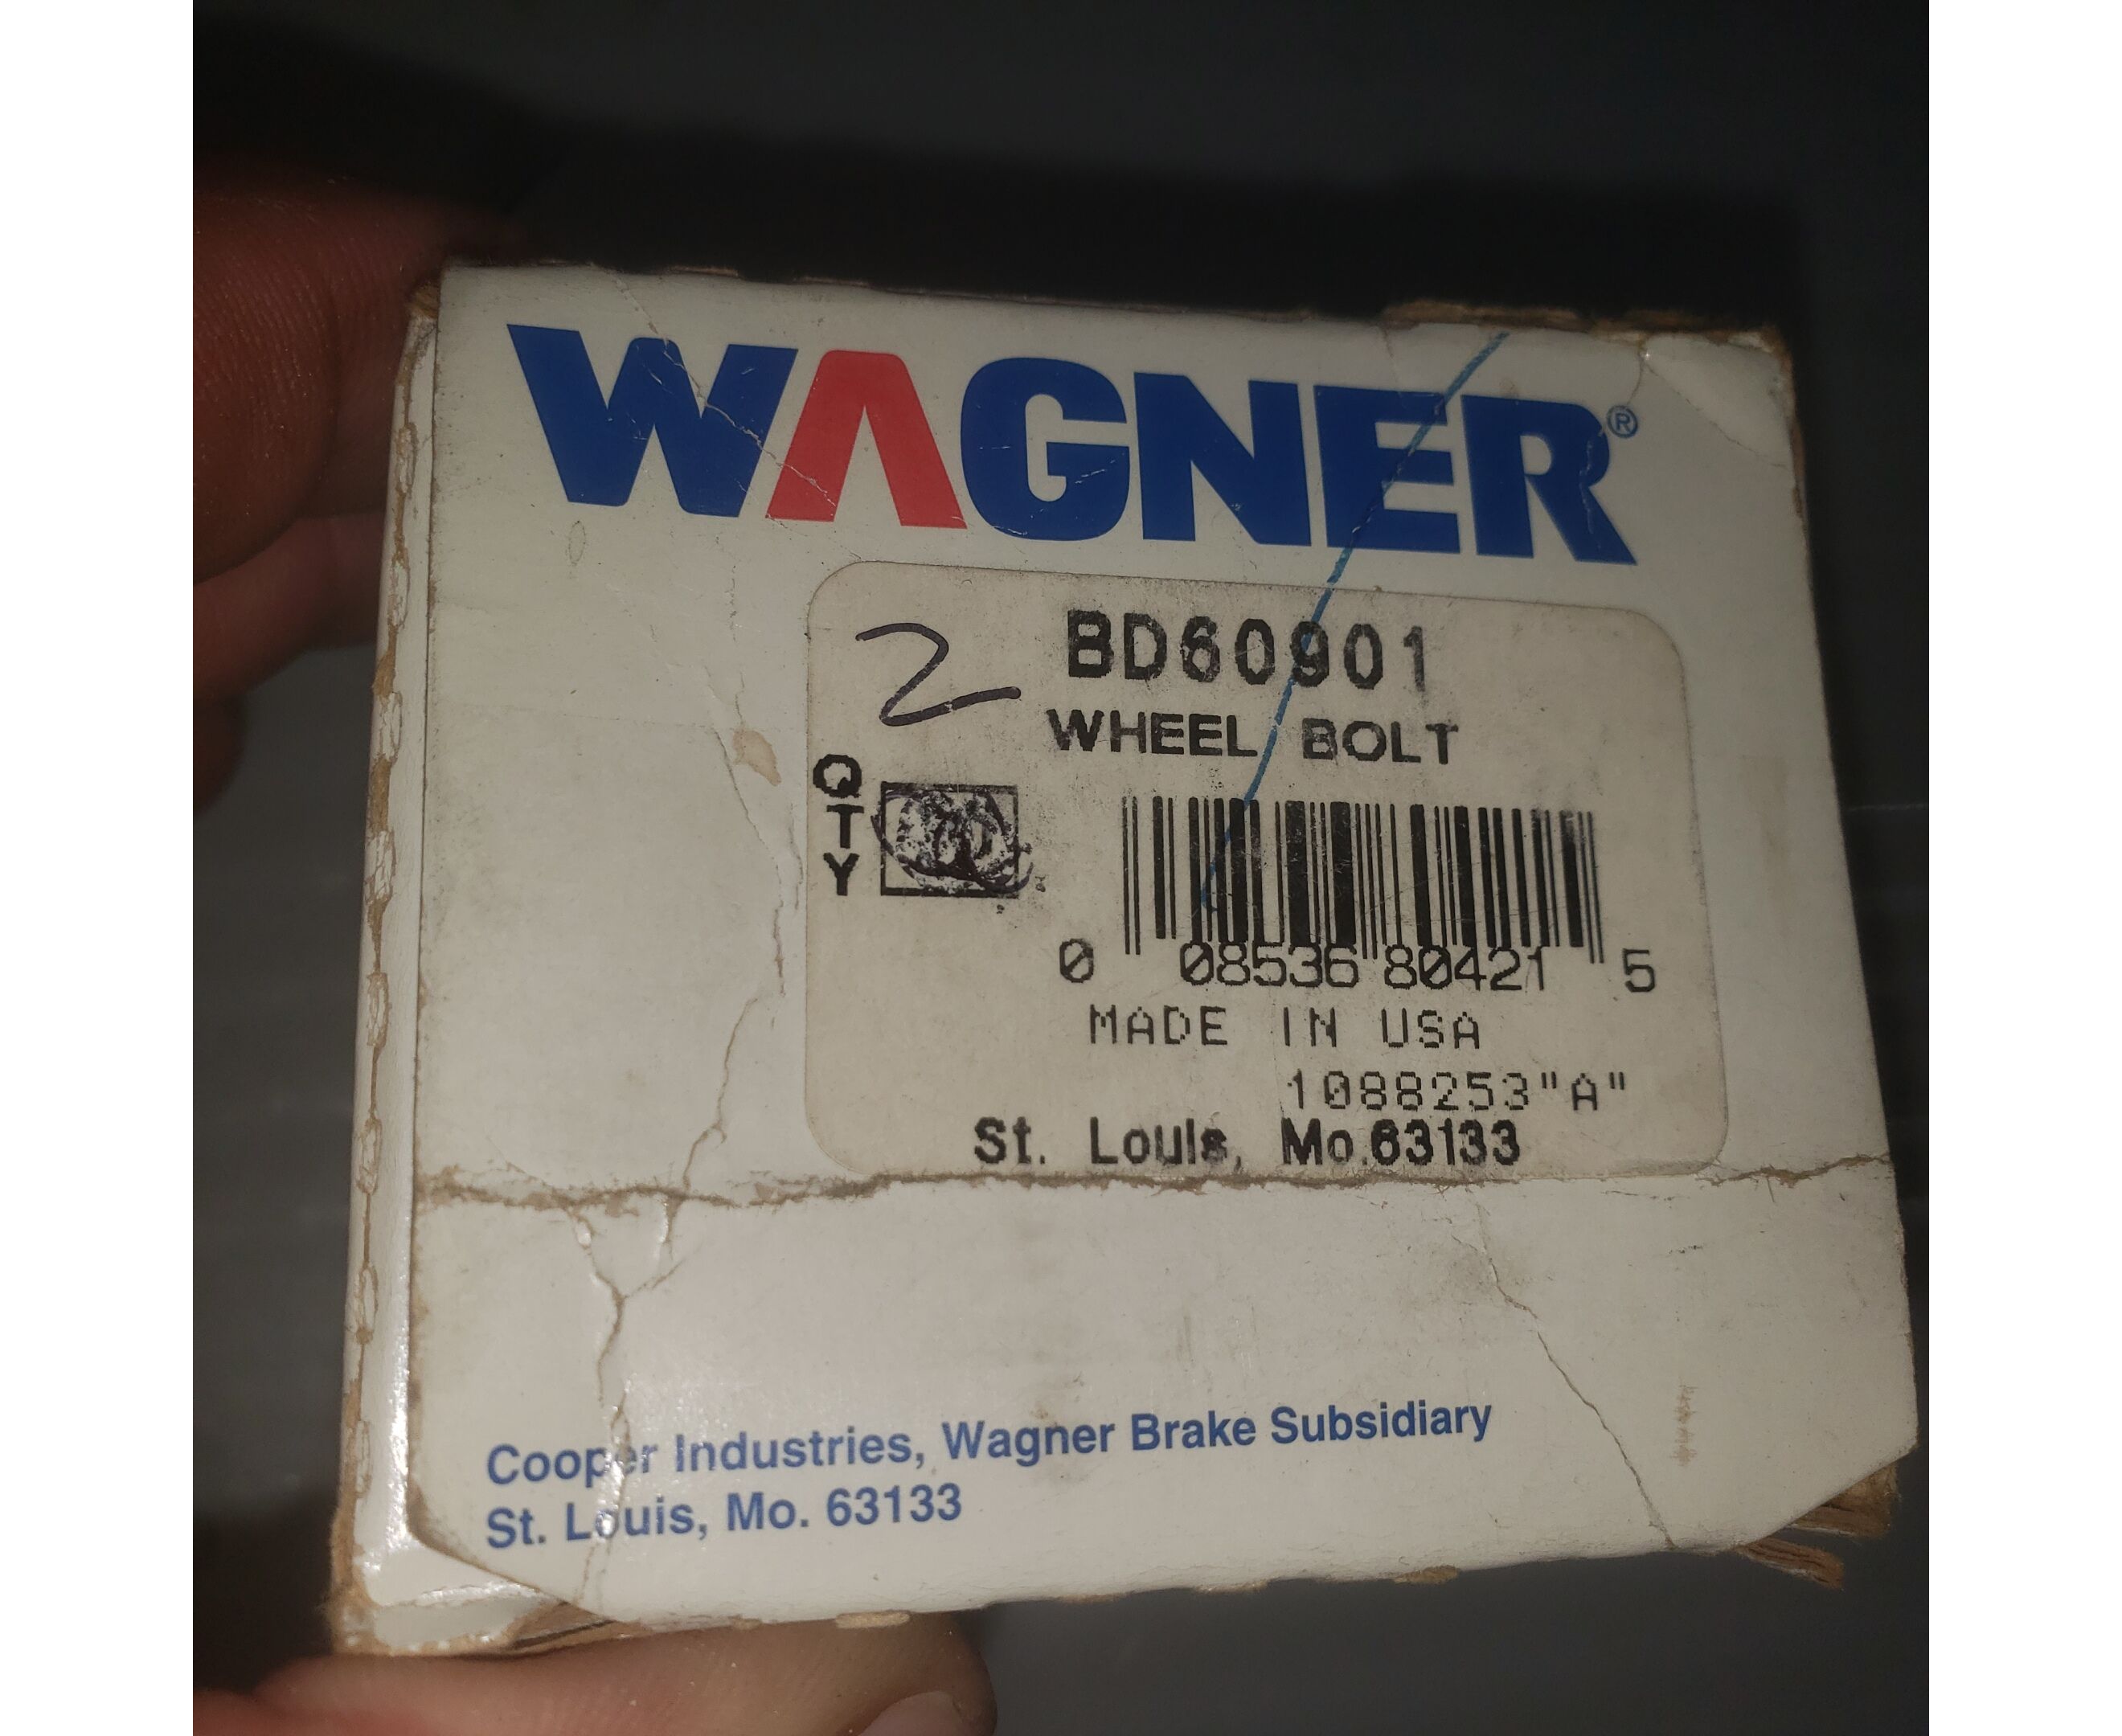 WAGNER®
2
BD60901
WHEEL BOLT
QTY
0 08536 80421 5
MADE IN USA
1088253"A"
St. Louis, Mo.63133
Cooper Industries, Wagner Brake Subsidiary
St. Louis, Mo. 63133